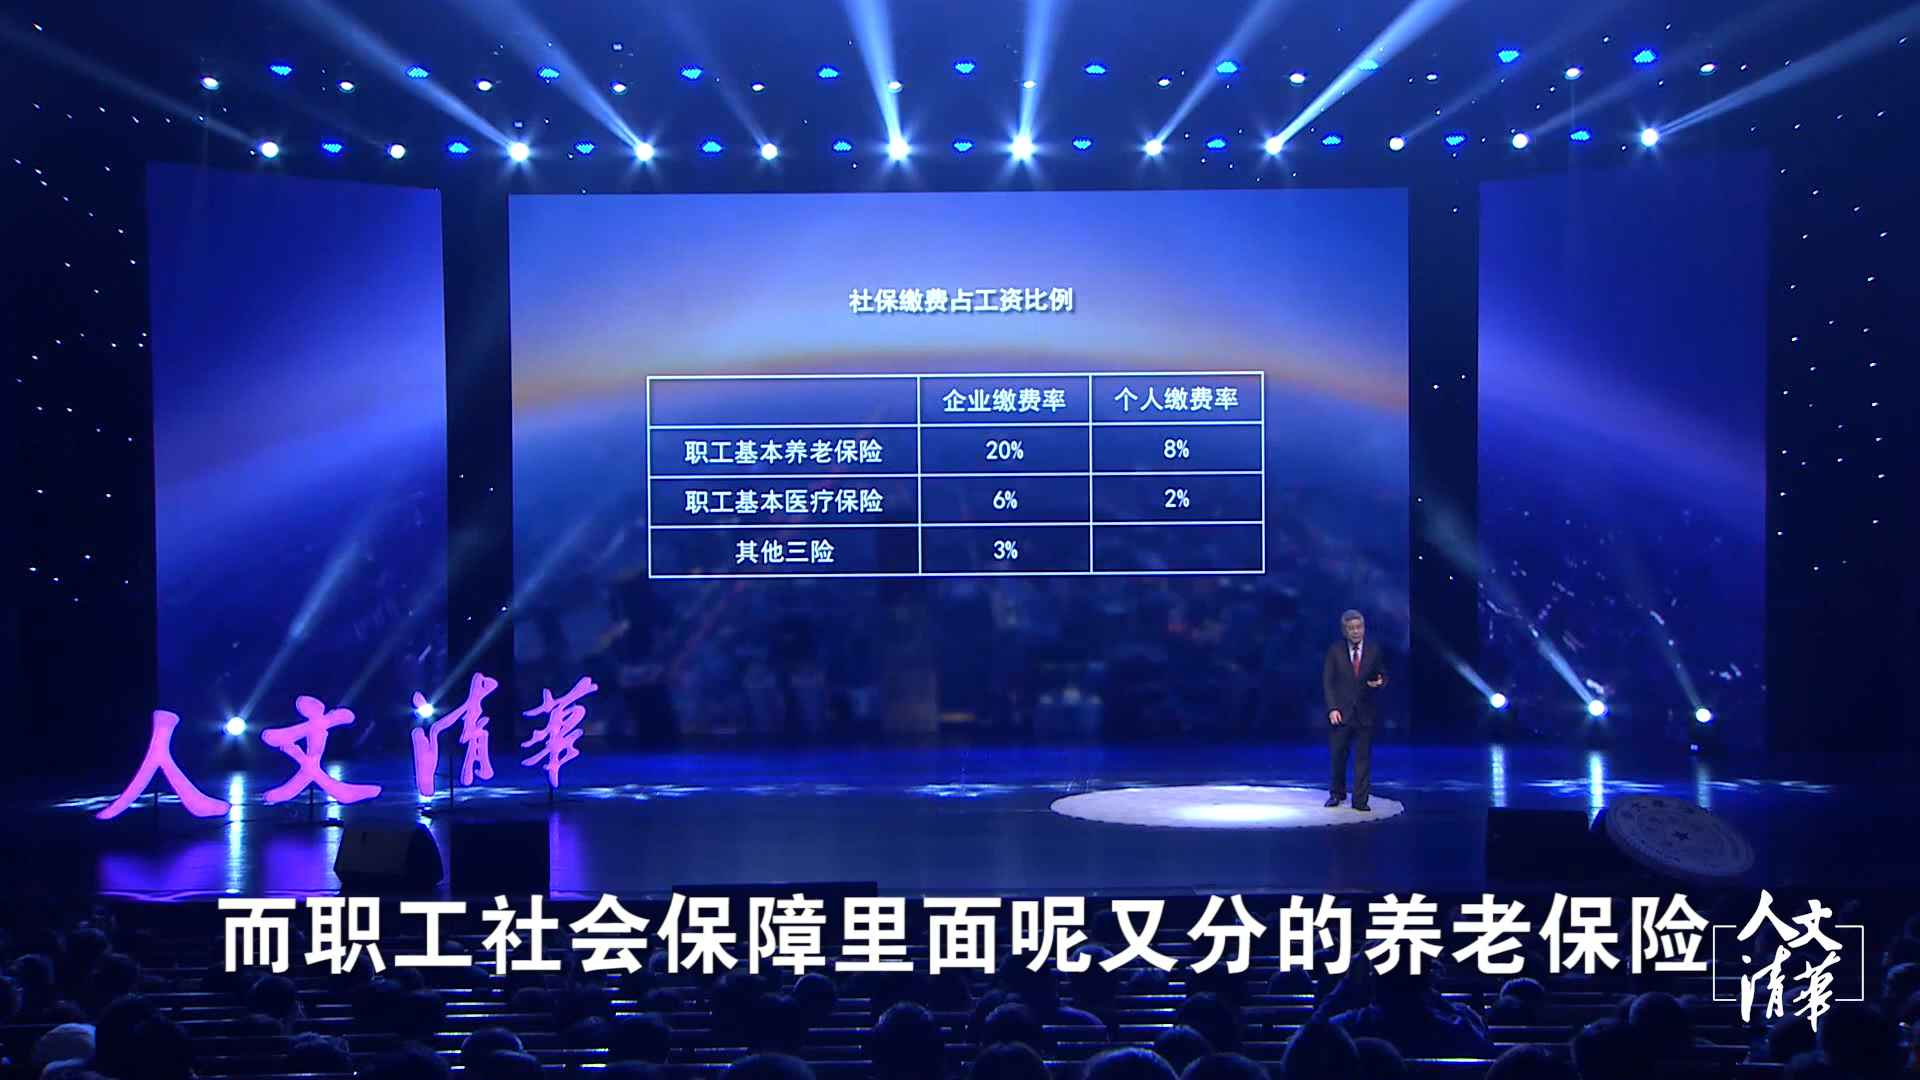 社保缴费占工资比例
企业缴费率 个人缴费率
职工基本养老保险 20% 8%
职工基本医疗保险 6% 2%
其他三险 3%
人文清華
而职工社会保障里面呢又分的养老保险
人文
清華